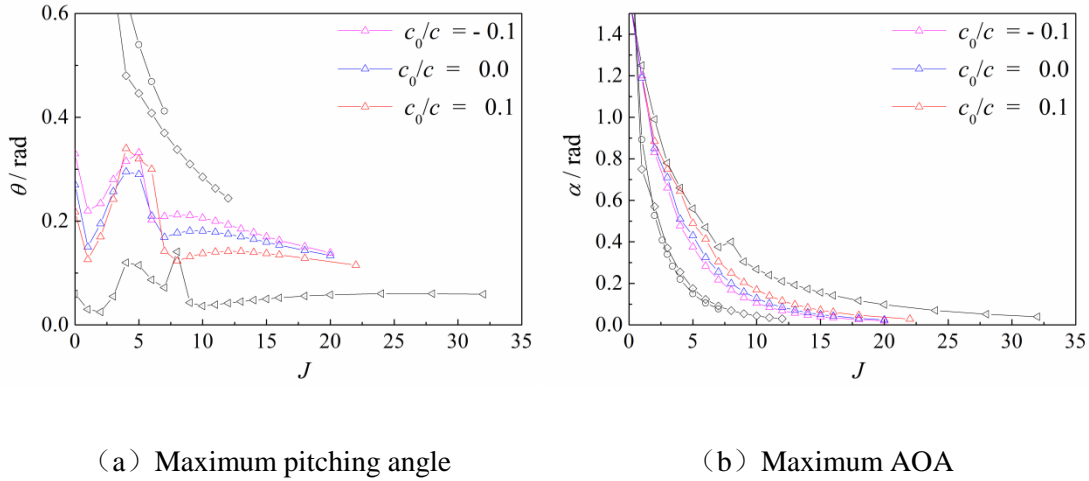 0.6
0.4
0.2
0.0
θ / rad
0 5 10 15 20 25 30 35
J
c₀/c = - 0.1
c₀/c = 0.0
c₀/c = 0.1
1.4
1.2
1.0
0.8
0.6
0.4
0.2
0.0
α / rad
0 5 10 15 20 25 30 35
J
c₀/c = - 0.1
c₀/c = 0.0
c₀/c = 0.1
（a）Maximum pitching angle
（b）Maximum AOA